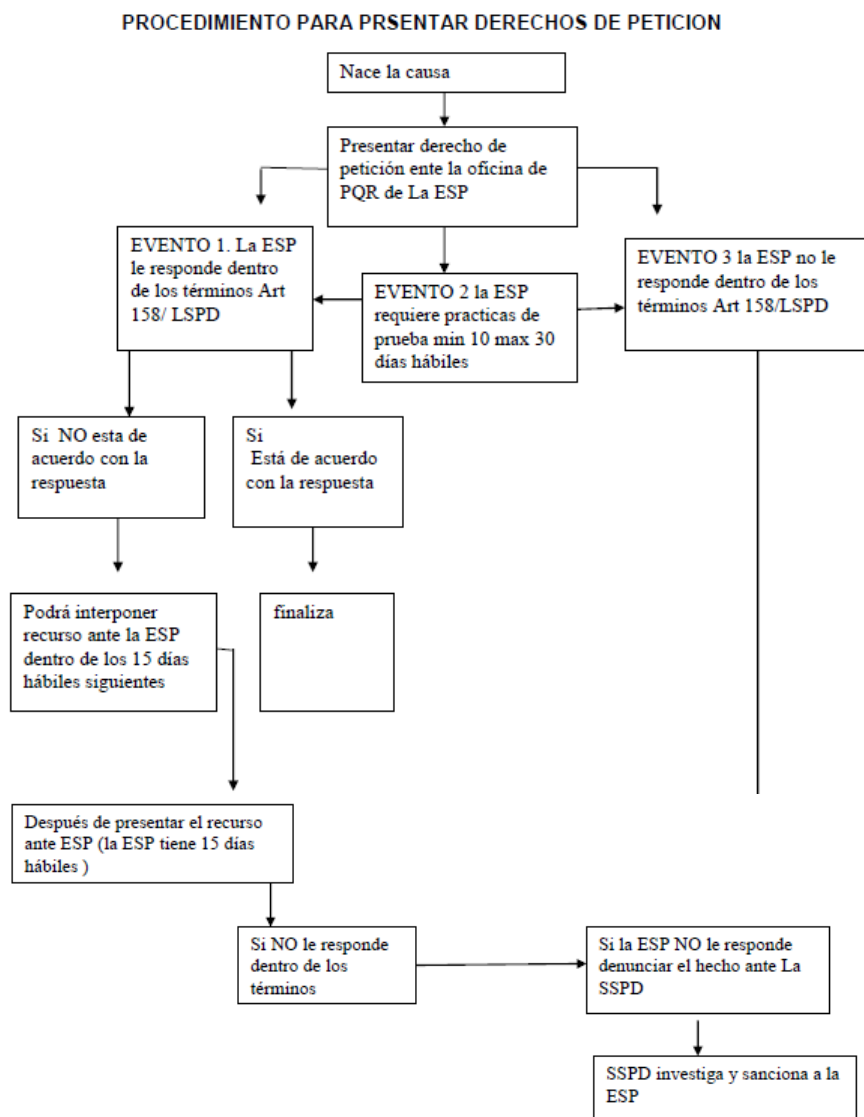 PROCEDIMIENTO PARA PRSENTAR DERECHOS DE PETICION
Nace la causa
Presentar derecho de
petición ente la oficina de
PQR de La ESP
EVENTO 1. La ESP
le responde dentro
de los términos Art
158/ LSPD
EVENTO 2 la ESP
requiere practicas de
prueba min 10 max 30
días hábiles
EVENTO 3 la ESP no le
responde dentro de los
términos Art 158/LSPD
Si NO esta de
acuerdo con la
respuesta
Si
Está de acuerdo
con la respuesta
Podrá interponer
recurso ante la ESP
dentro de los 15 días
hábiles siguientes
finaliza
Después de presentar el recurso
ante ESP (la ESP tiene 15 días
hábiles )
Si NO le responde
dentro de los
términos
Si la ESP NO le responde
denunciar el hecho ante La
SSPD
SSPD investiga y sanciona a la
ESP